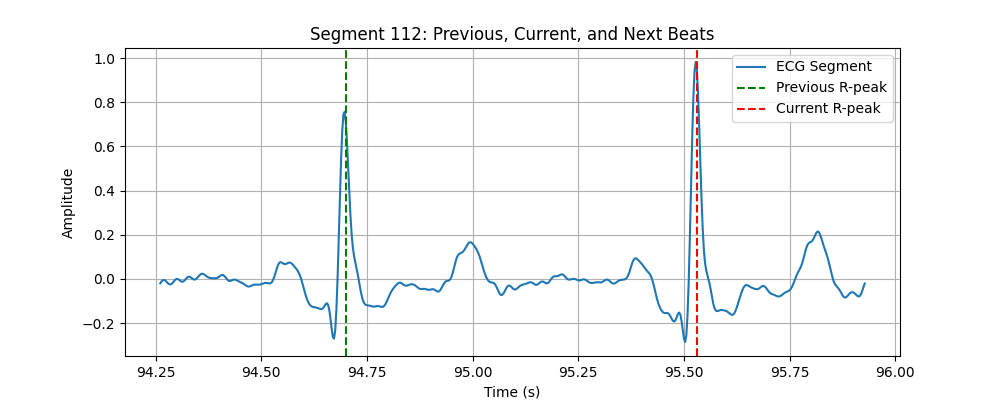 Segment 112: Previous, Current, and Next Beats
ECG Segment
Previous R-peak
Current R-peak
Amplitude
1.0
0.8
0.6
0.4
0.2
0.0
−0.2
94.25 94.50 94.75 95.00 95.25 95.50 95.75 96.00
Time (s)